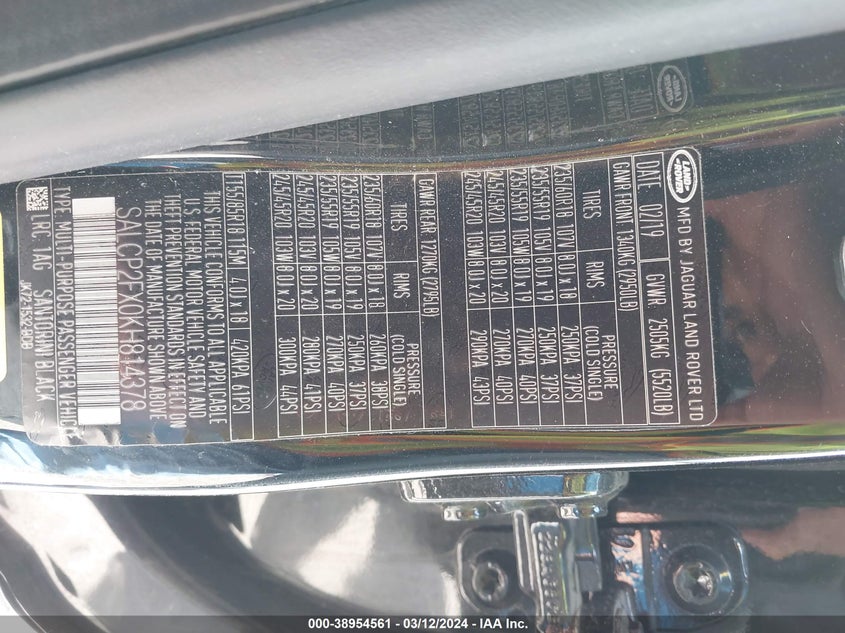 LAND ROVER
MFD BY JAGUAR LAND ROVER LTD
DATE 02/19 GVWR 2505KG (5520LB)
GAWR FRONT 1340KG (2950LB)
TIRES RIMS PRESSURE (COLD SINGLE)
235/60R18 107V 8.0J x 18 250KPA 37PSI
235/55R19 105V 8.0J x 19 250KPA 37PSI
235/55R19 105W 8.0J x 19 270KPA 40PSI
245/45R20 103W 8.0J x 20 270KPA 40PSI
245/45R20 103W 8.0J x 20 290KPA 43PSI
GAWR REAR 1270KG (2795LB)
TIRES RIMS PRESSURE (COLD SINGLE)
235/60R18 107V 8.0J x 18 260KPA 38PSI
235/55R19 105V 8.0J x 19 250KPA 37PSI
235/55R19 105W 8.0J x 19 280KPA 41PSI
245/45R20 103W 8.0J x 20 280KPA 41PSI
245/45R20 103W 8.0J x 20 300KPA 44PSI
T155/85R18 115M 4.0J x 18 420KPA 61PSI
THIS VEHICLE CONFORMS TO ALL APPLICABLE
U.S. FEDERAL MOTOR VEHICLE SAFETY AND
THEFT PREVENTION STANDARDS IN EFFECT ON
THE DATE OF MANUFACTURE SHOWN ABOVE
SALCP2FX0KH814378
TYPE: MULTI-PURPOSE PASSENGER VEHICLE
LRC 1AG SANTORINI BLACK
000-38954561 - 03/12/2024 - IAA Inc.